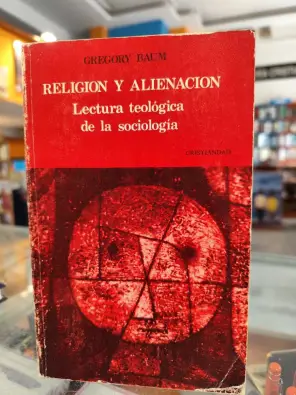 GREGORY BAUM
RELIGION Y ALIENACION
Lectura teológica
de la sociología
CRISTIANDAD